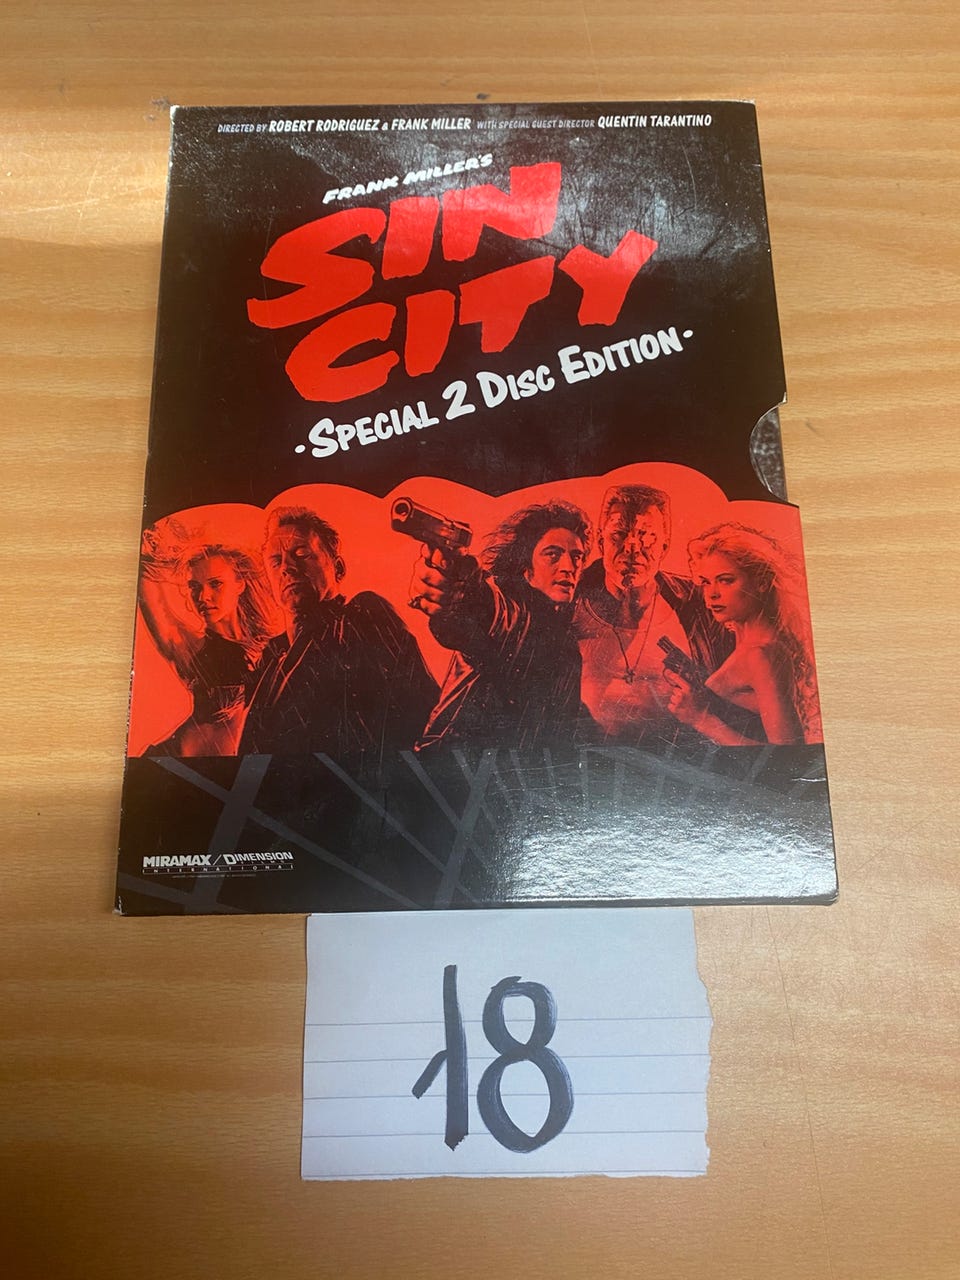 DIRECTED BY ROBERT RODRIGUEZ & FRANK MILLER WITH SPECIAL GUEST DIRECTOR QUENTIN TARANTINO
FRANK MILLER'S
SIN
CITY
·SPECIAL 2 DISC EDITION·
MIRAMAX / DIMENSION
FILMS
INTERNATIONAL
18